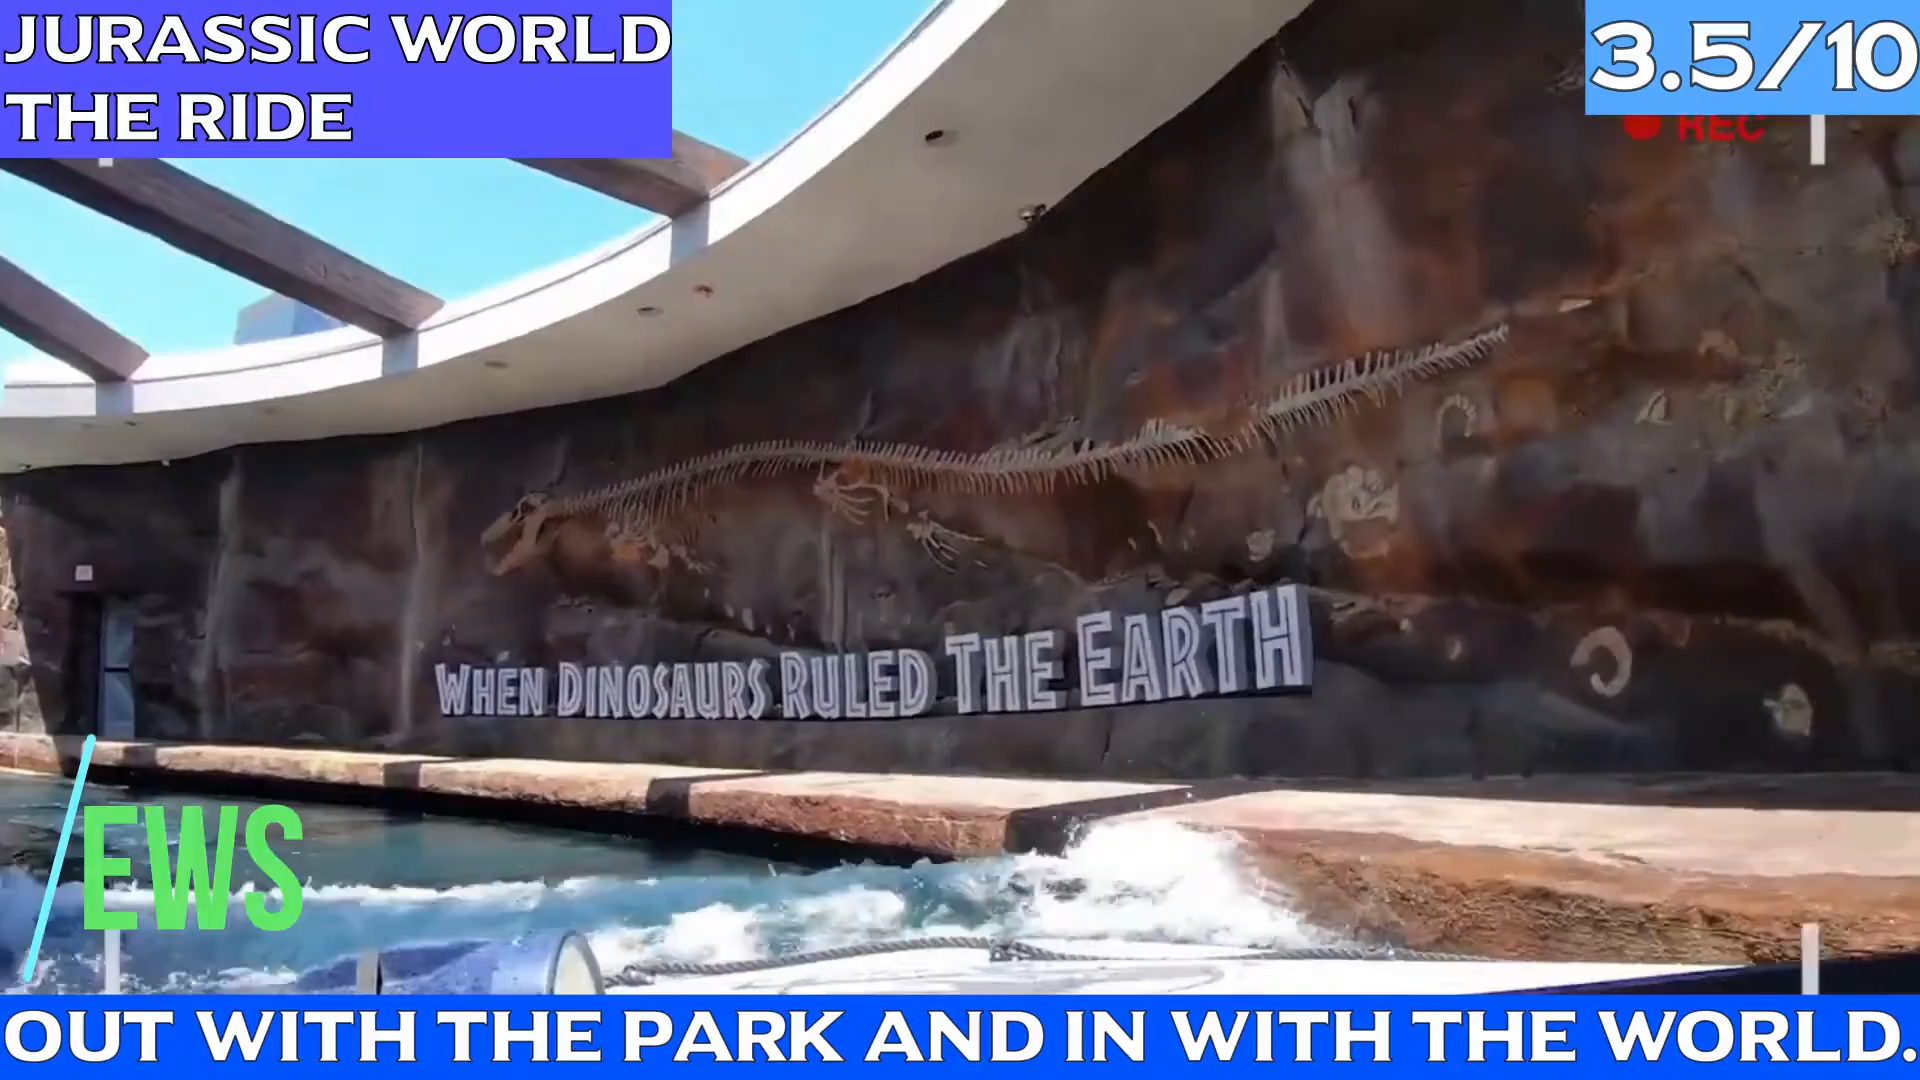 JURASSIC WORLD
THE RIDE
3.5/10
REC
WHEN DINOSAURS RULED THE EARTH
EWS
OUT WITH THE PARK AND IN WITH THE WORLD.